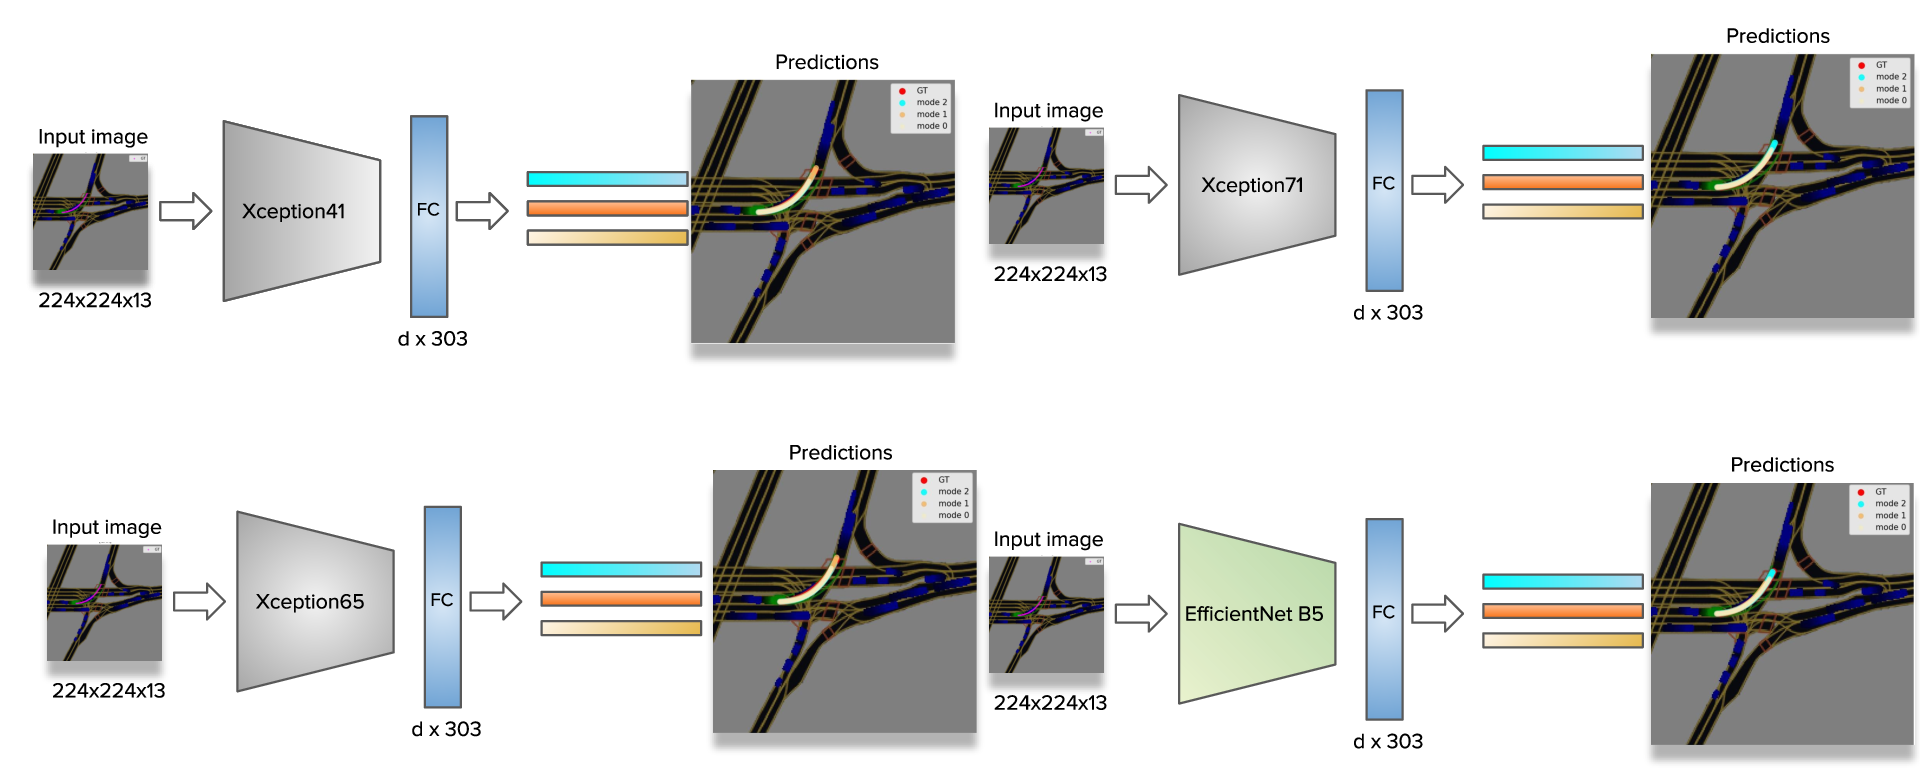 Input image
224x224x13
Xception41
FC
d x 303
Predictions
GT
mode 2
mode 1
mode 0
Input image
224x224x13
Xception71
FC
d x 303
Predictions
GT
mode 2
mode 1
mode 0
Input image
224x224x13
Xception65
FC
d x 303
Predictions
GT
mode 2
mode 1
mode 0
Input image
224x224x13
EfficientNet B5
FC
d x 303
Predictions
GT
mode 2
mode 1
mode 0